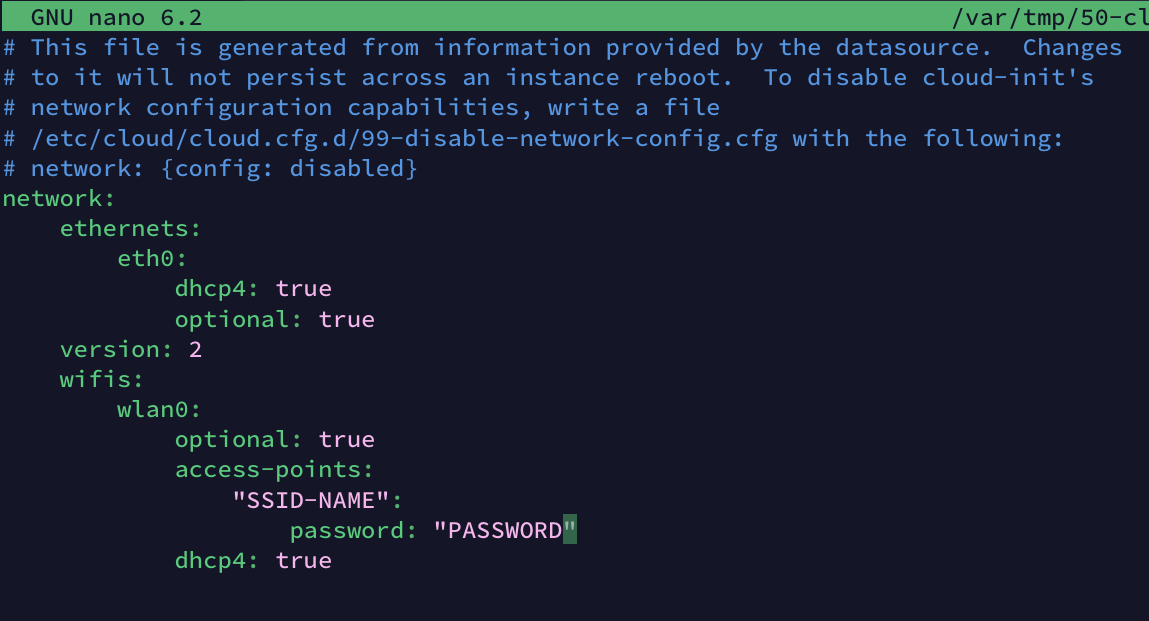 GNU nano 6.2 /var/tmp/50-cl
# This file is generated from information provided by the datasource.  Changes
# to it will not persist across an instance reboot.  To disable cloud-init's
# network configuration capabilities, write a file
# /etc/cloud/cloud.cfg.d/99-disable-network-config.cfg with the following:
# network: {config: disabled}
network:
    ethernets:
        eth0:
            dhcp4: true
            optional: true
    version: 2
    wifis:
        wlan0:
            optional: true
            access-points:
                "SSID-NAME":
                    password: "PASSWORD"
            dhcp4: true